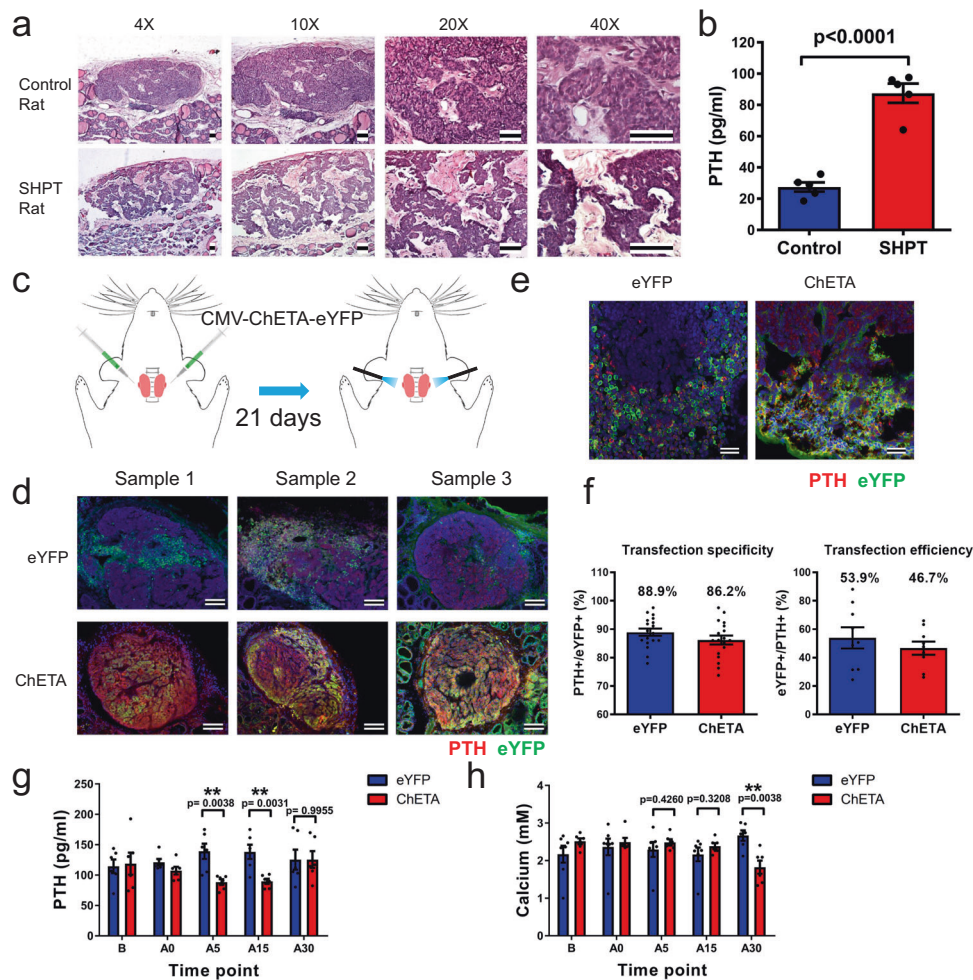 a
4X 10X 20X 40X
Control
Rat
SHPT
Rat
b
p<0.0001
PTH (pg/ml)
120
100
80
60
40
20
0
Control SHPT
c
CMV-ChETA-eYFP
21 days
e
eYFP ChETA
PTH eYFP
d
Sample 1 Sample 2 Sample 3
eYFP
ChETA
PTH eYFP
f
Transfection specificity
PTH+/eYFP+ (%)
110
100
90
80
70
60
88.9% 86.2%
eYFP ChETA
Transfection efficiency
eYFP+/PTH+ (%)
100
80
60
40
20
0
53.9% 46.7%
eYFP ChETA
g
eYFP
ChETA
PTH (pg/ml)
250
200
150
100
50
0
** **
p= 0.0038 p= 0.0031 p=0.9955
B A0 A5 A15 A30
Time point
h
eYFP
ChETA
Calcium (mM)
4
3
2
1
0
**
p=0.4260 p=0.3208 p=0.0038
B A0 A5 A15 A30
Time point